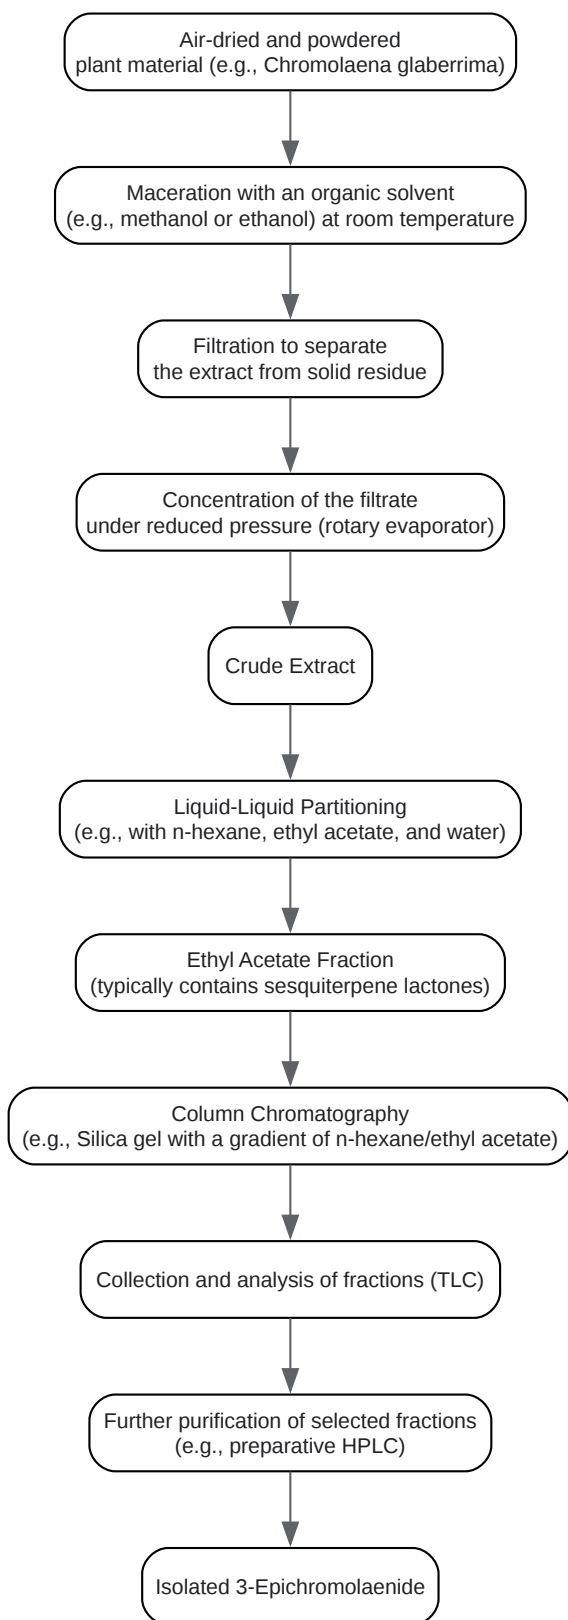 Air-dried and powdered
plant material (e.g., Chromolaena glaberrima)
Maceration with an organic solvent
(e.g., methanol or ethanol) at room temperature
Filtration to separate
the extract from solid residue
Concentration of the filtrate
under reduced pressure (rotary evaporator)
Crude Extract
Liquid-Liquid Partitioning
(e.g., with n-hexane, ethyl acetate, and water)
Ethyl Acetate Fraction
(typically contains sesquiterpene lactones)
Column Chromatography
(e.g., Silica gel with a gradient of n-hexane/ethyl acetate)
Collection and analysis of fractions (TLC)
Further purification of selected fractions
(e.g., preparative HPLC)
Isolated 3-Epichromolaenide